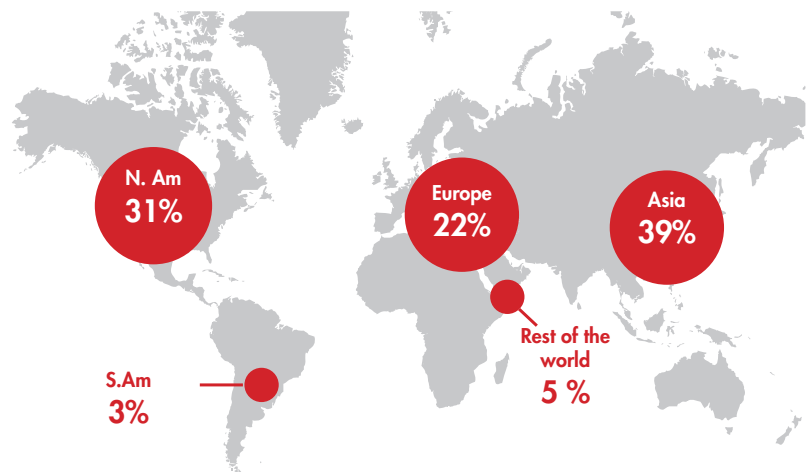 N. Am
31%
Europe
22%
Asia
39%
Rest of the
world
5 %
S.Am
3%